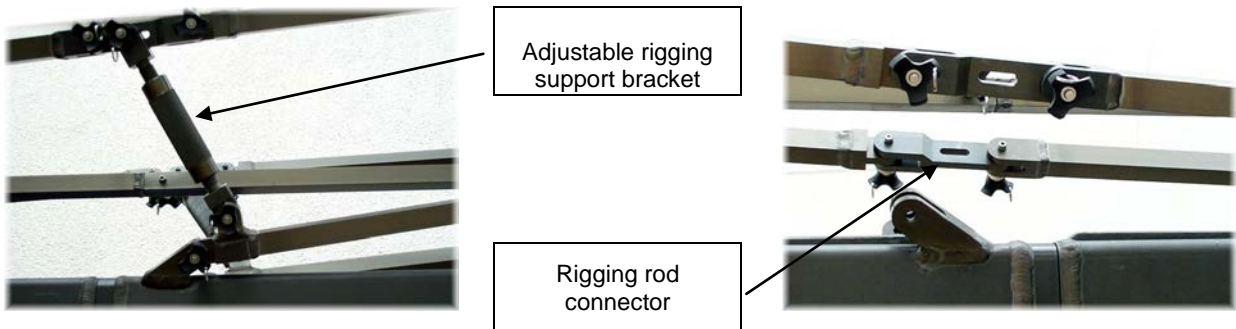 Adjustable rigging
support bracket
Rigging rod
connector